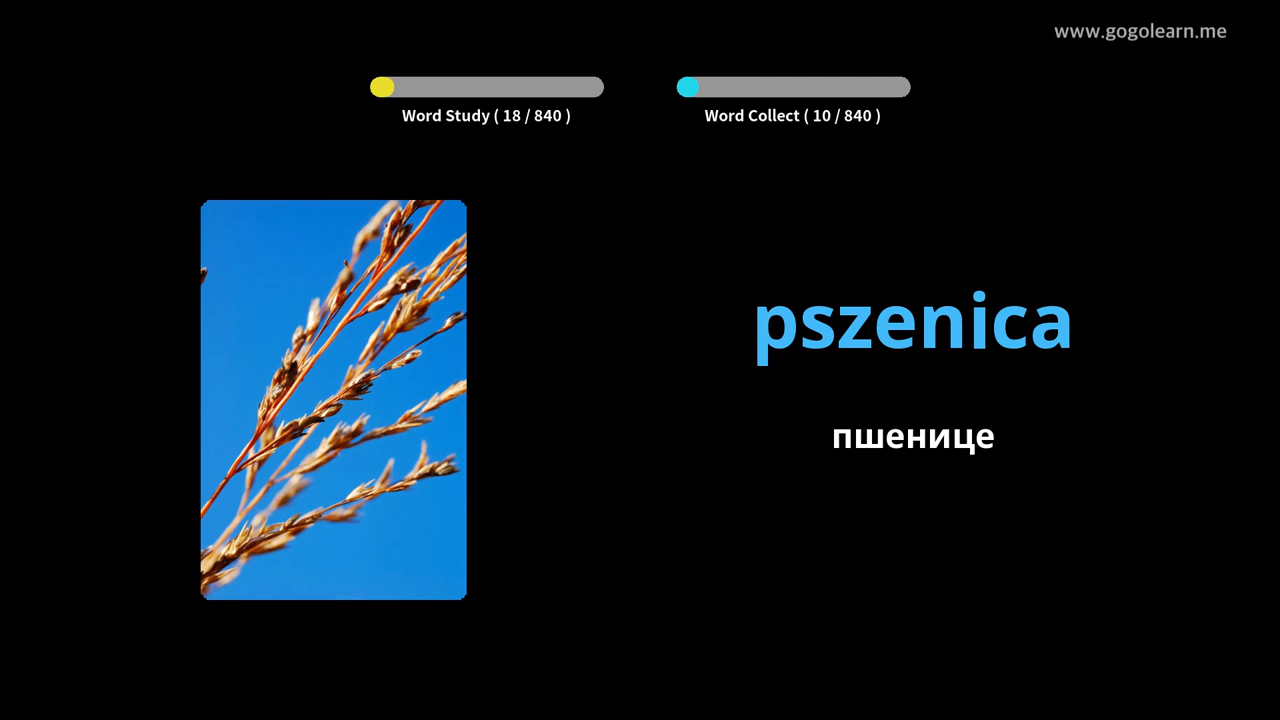 www.gogolearn.me
Word Study ( 18 / 840 )
Word Collect ( 10 / 840 )
pszenica
пшенице